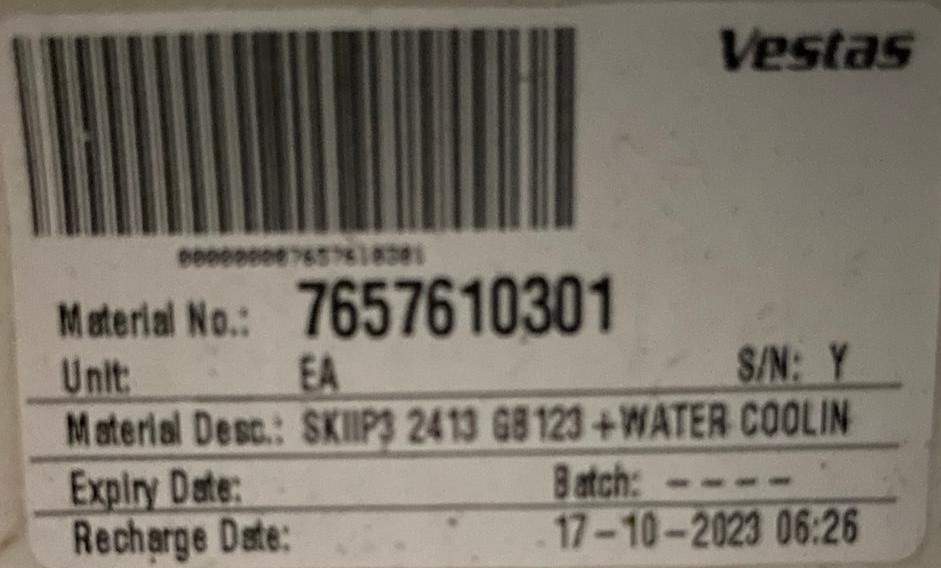 Vestas
000000007657610301
Material No.: 7657610301
Unit: EA S/N: Y
Material Desc.: SKIIP3 2413 GB123 +WATER COOLIN
Expiry Date: Batch: ----
Recharge Date: 17-10-2023 06:26